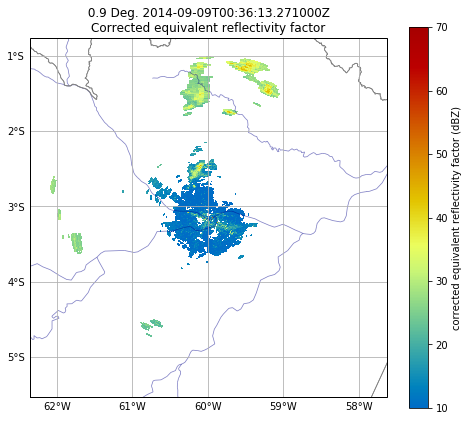 0.9 Deg. 2014-09-09T00:36:13.271000Z
Corrected equivalent reflectivity factor
1°S
2°S
3°S
4°S
5°S
62°W
61°W
60°W
59°W
58°W
70
60
50
40
30
20
10
corrected equivalent reflectivity factor (dBZ)